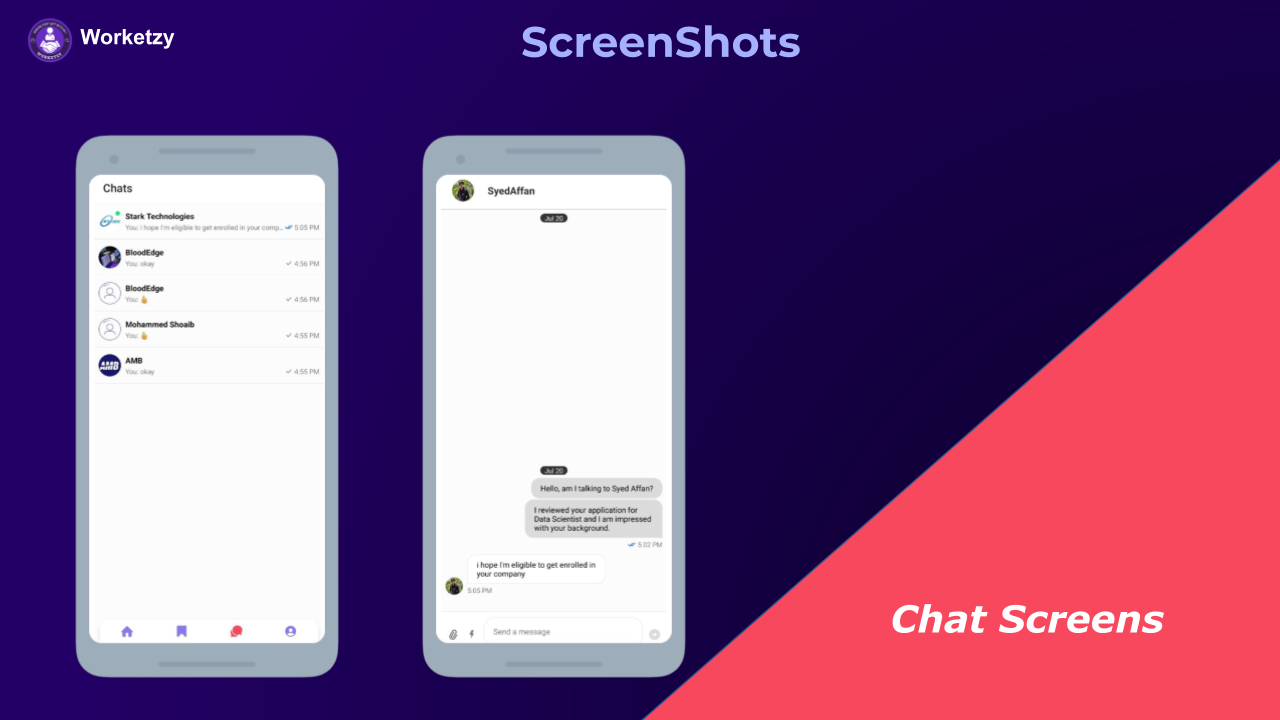 Worketzy
ScreenShots
Chats
Stark Technologies
You: i hope I'm eligible to get enrolled in your comp... 5:05 PM
BloodEdge
You: okay 4:56 PM
BloodEdge
You: 👍 4:56 PM
Mohammed Shoaib
You: 👍 4:55 PM
AMB
You: okay 4:55 PM
SyedAffan
Jul 20
Jul 20
Hello, am I talking to Syed Affan?
I reviewed your application for
Data Scientist and I am impressed
with your background.
5:02 PM
i hope I'm eligible to get enrolled in
your company
5:05 PM
Send a message
Chat Screens